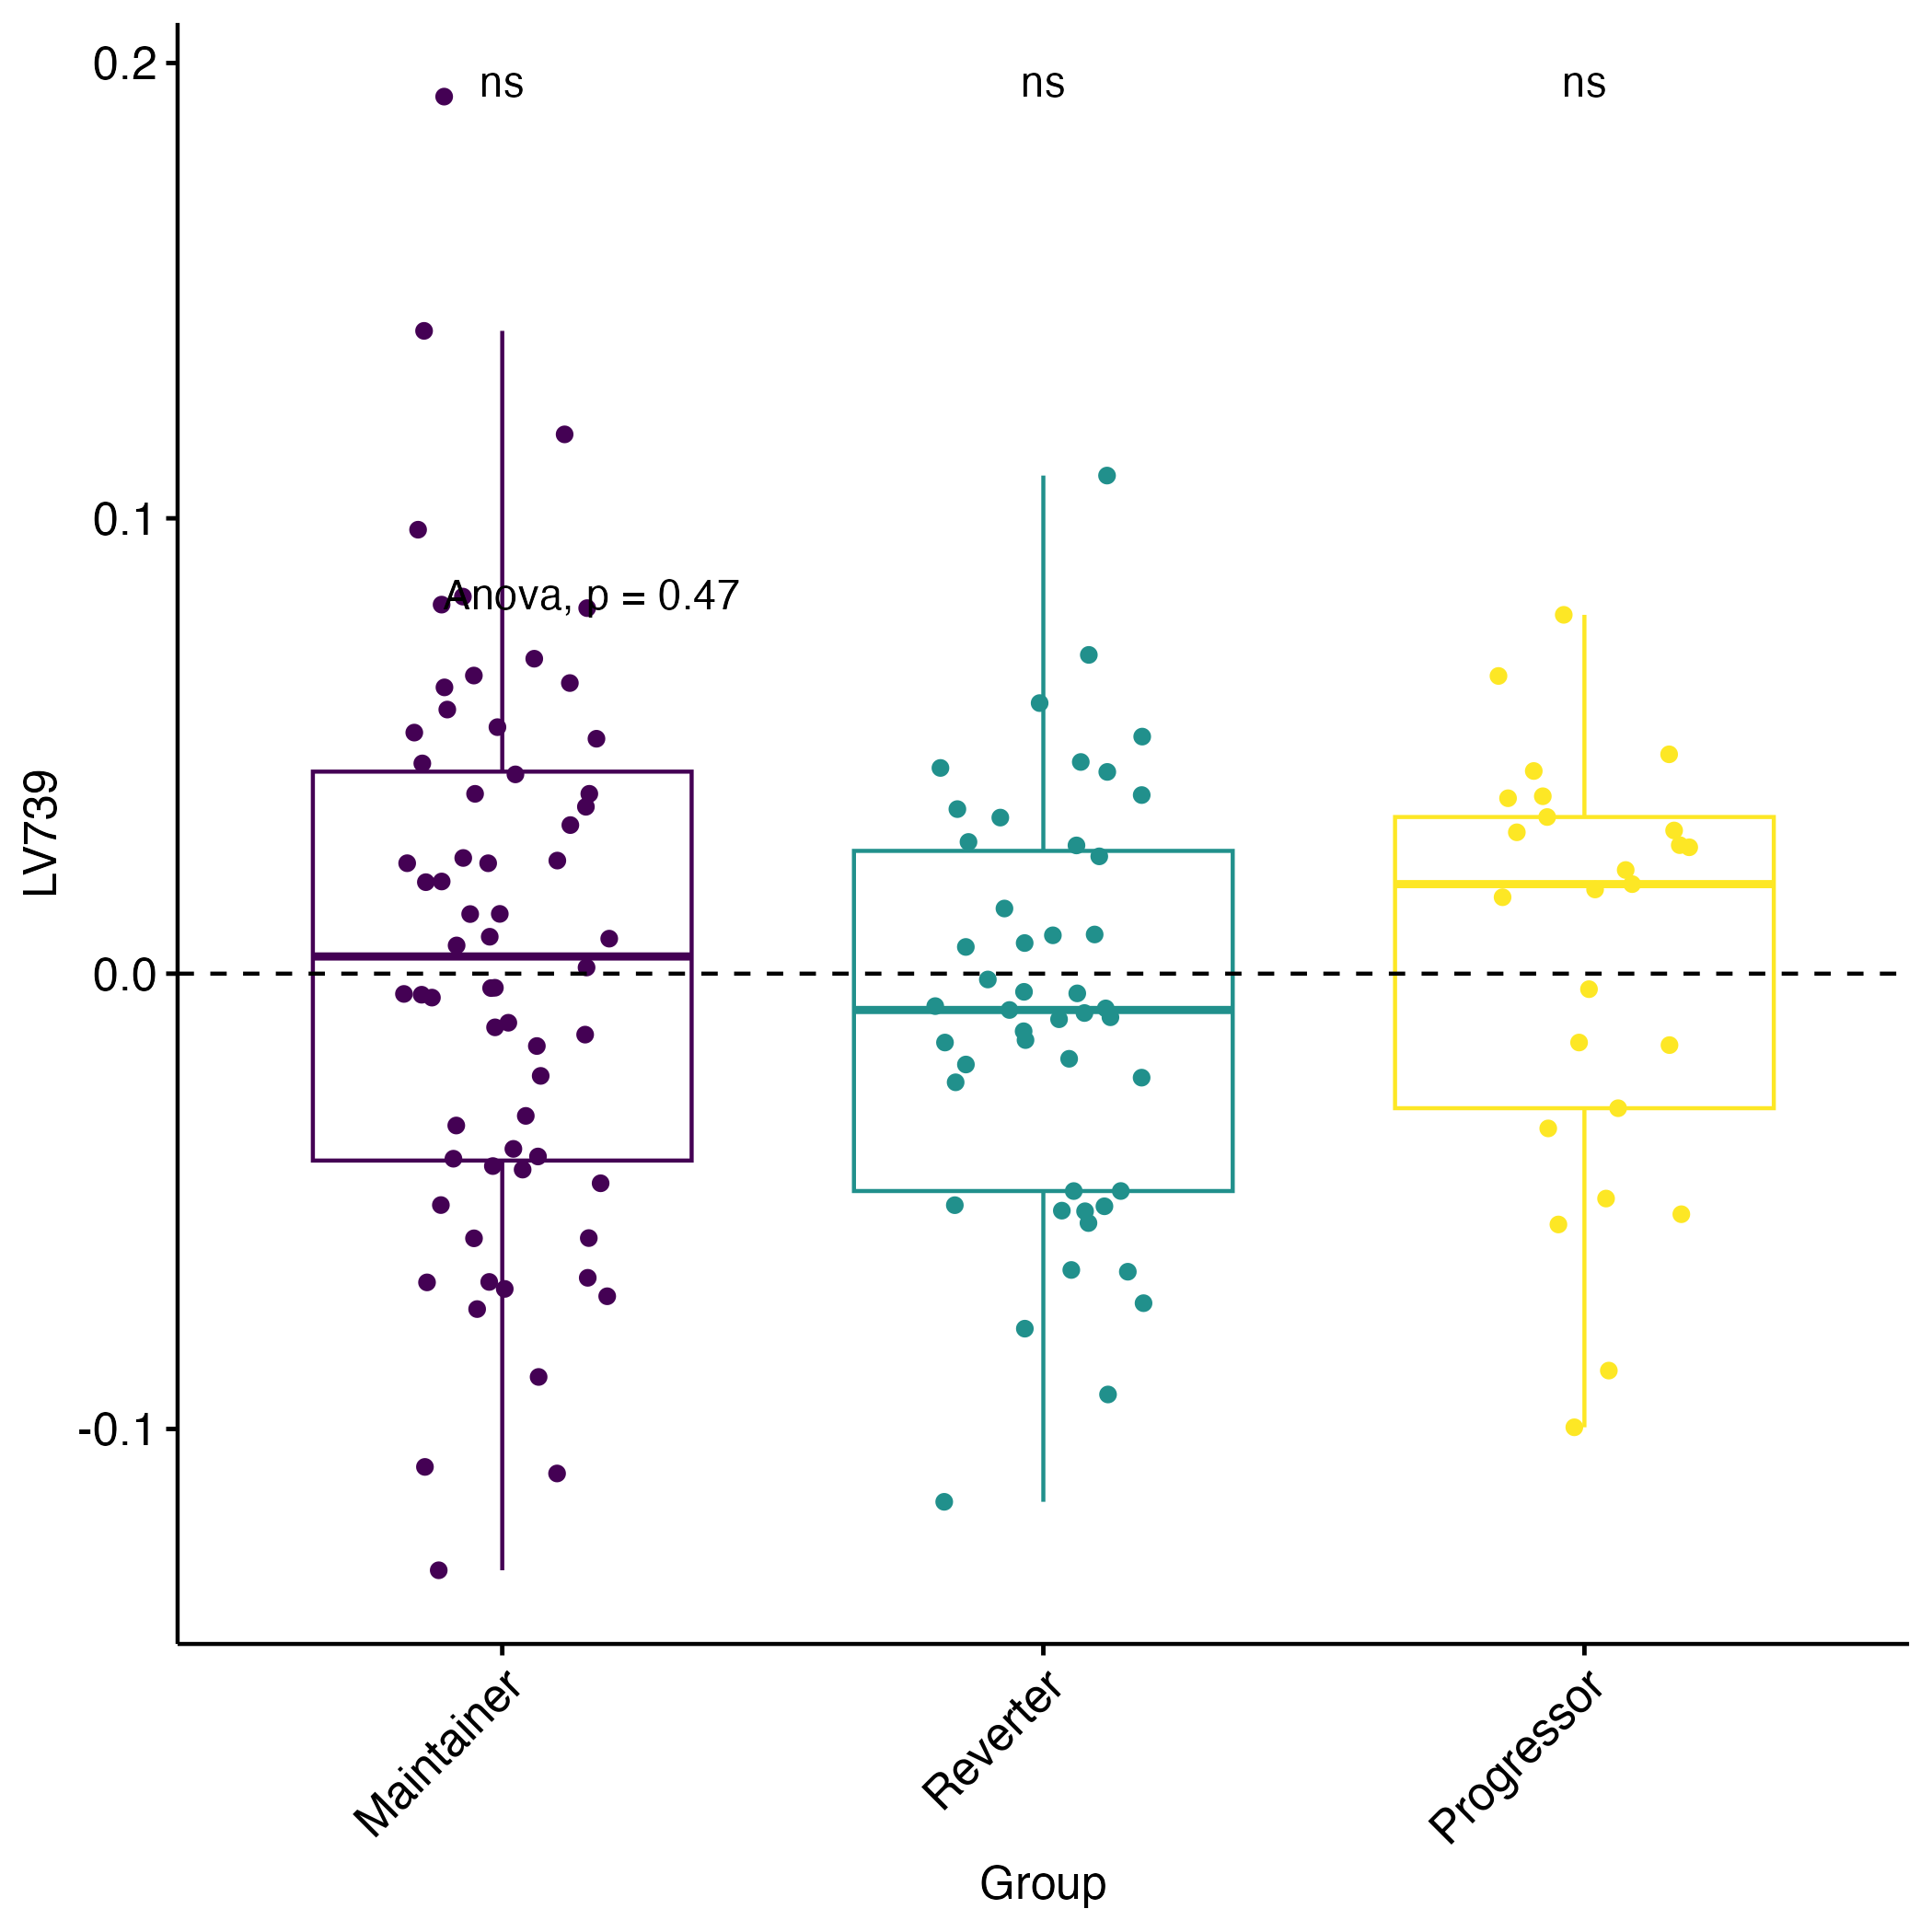 0.2
ns ns ns
0.1
Anova, p = 0.47
LV739
0.0
-0.1
Maintainer
Reverter
Progressor
Group